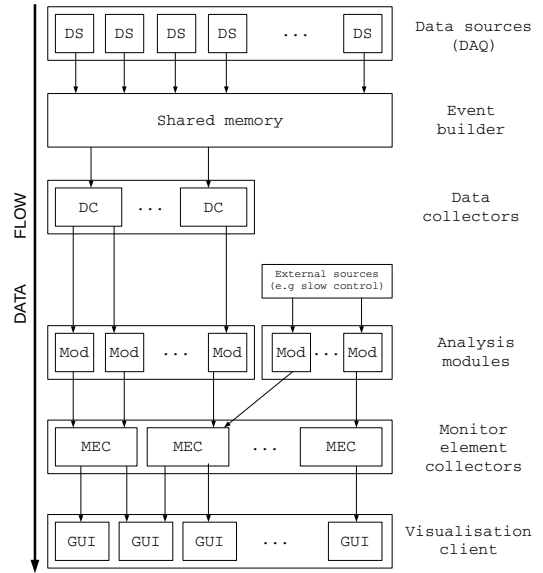 DS DS DS DS ... DS
Data sources
(DAQ)
Shared memory
Event
builder
DC ... DC
Data
collectors
External sources
(e.g slow control)
Mod Mod ... Mod
Mod ... Mod
Analysis
modules
MEC MEC ... MEC
Monitor
element
collectors
GUI GUI GUI ... GUI
Visualisation
client
DATA FLOW